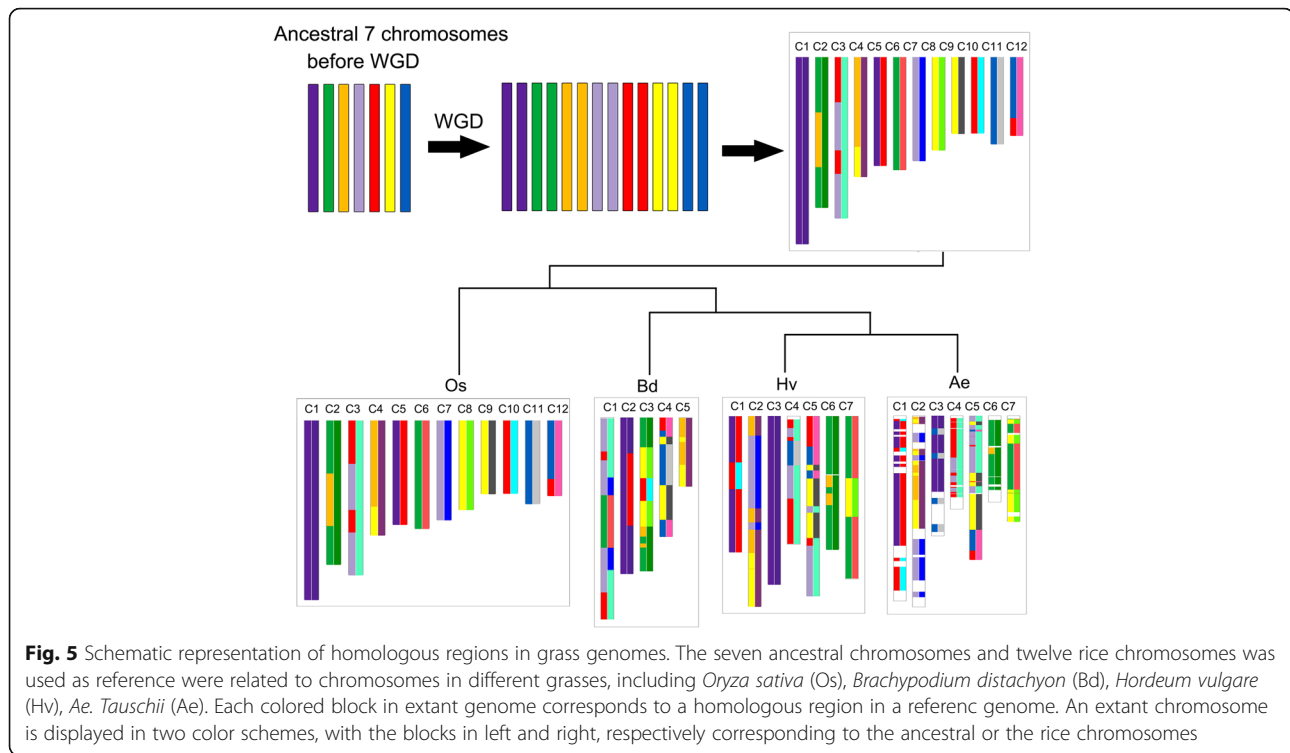 Ancestral 7 chromosomes
before WGD
WGD
C1 C2 C3 C4 C5 C6 C7 C8 C9 C10 C11 C12
Os
Bd
Hv
Ae
C1 C2 C3 C4 C5 C6 C7 C8 C9 C10 C11 C12
C1 C2 C3 C4 C5
C1 C2 C3 C4 C5 C6 C7
C1 C2 C3 C4 C5 C6 C7
Fig. 5 Schematic representation of homologous regions in grass genomes. The seven ancestral chromosomes and twelve rice chromosomes was
used as reference were related to chromosomes in different grasses, including Oryza sativa (Os), Brachypodium distachyon (Bd), Hordeum vulgare
(Hv), Ae. Tauschii (Ae). Each colored block in extant genome corresponds to a homologous region in a referenc genome. An extant chromosome
is displayed in two color schemes, with the blocks in left and right, respectively corresponding to the ancestral or the rice chromosomes